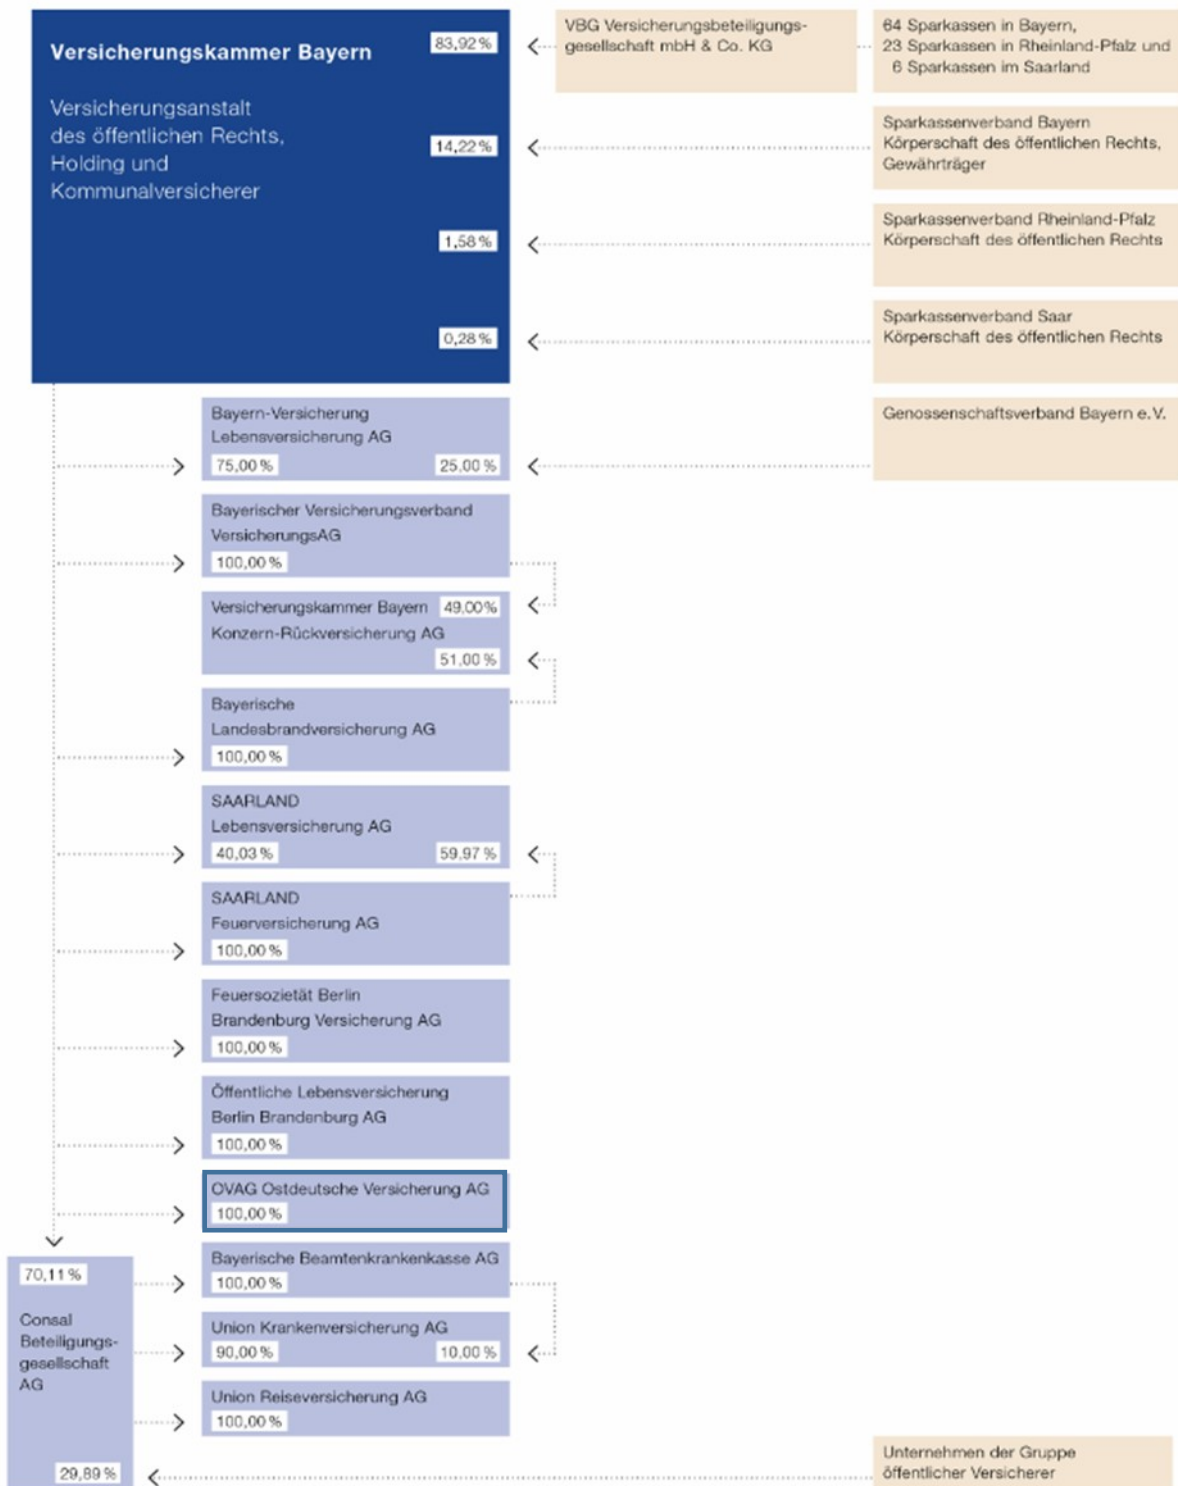 Versicherungskammer Bayern
Versicherungsanstalt
des öffentlichen Rechts,
Holding und
Kommunalversicherer
83,92 %
14,22 %
1,58 %
0,28 %
VBG Versicherungsbeteiligungs-
gesellschaft mbH & Co. KG
64 Sparkassen in Bayern,
23 Sparkassen in Rheinland-Pfalz und
6 Sparkassen im Saarland
Sparkassenverband Bayern
Körperschaft des öffentlichen Rechts,
Gewährträger
Sparkassenverband Rheinland-Pfalz
Körperschaft des öffentlichen Rechts
Sparkassenverband Saar
Körperschaft des öffentlichen Rechts
Genossenschaftsverband Bayern e. V.
Bayern-Versicherung
Lebensversicherung AG
75,00 % 25,00 %
Bayerischer Versicherungsverband
VersicherungsAG
100,00 %
Versicherungskammer Bayern 49,00 %
Konzern-Rückversicherung AG
51,00 %
Bayerische
Landesbrandversicherung AG
100,00 %
SAARLAND
Lebensversicherung AG
40,03 % 59,97 %
SAARLAND
Feuerversicherung AG
100,00 %
Feuersozietät Berlin
Brandenburg Versicherung AG
100,00 %
Öffentliche Lebensversicherung
Berlin Brandenburg AG
100,00 %
OVAG Ostdeutsche Versicherung AG
100,00 %
Bayerische Beamtenkrankenkasse AG
100,00 %
Union Krankenversicherung AG
90,00 % 10,00 %
Union Reiseversicherung AG
100,00 %
70,11 %
Consal
Beteiligungs-
gesellschaft
AG
29,89 %
Unternehmen der Gruppe
öffentlicher Versicherer